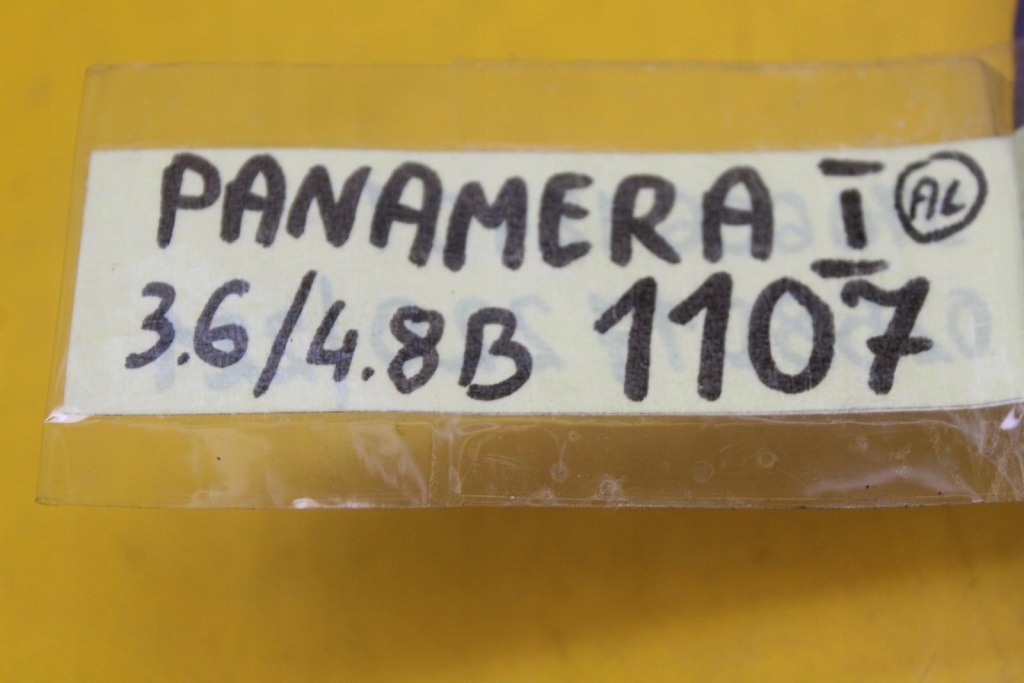 PANAMERA I AL
3.6/4.8B 1107